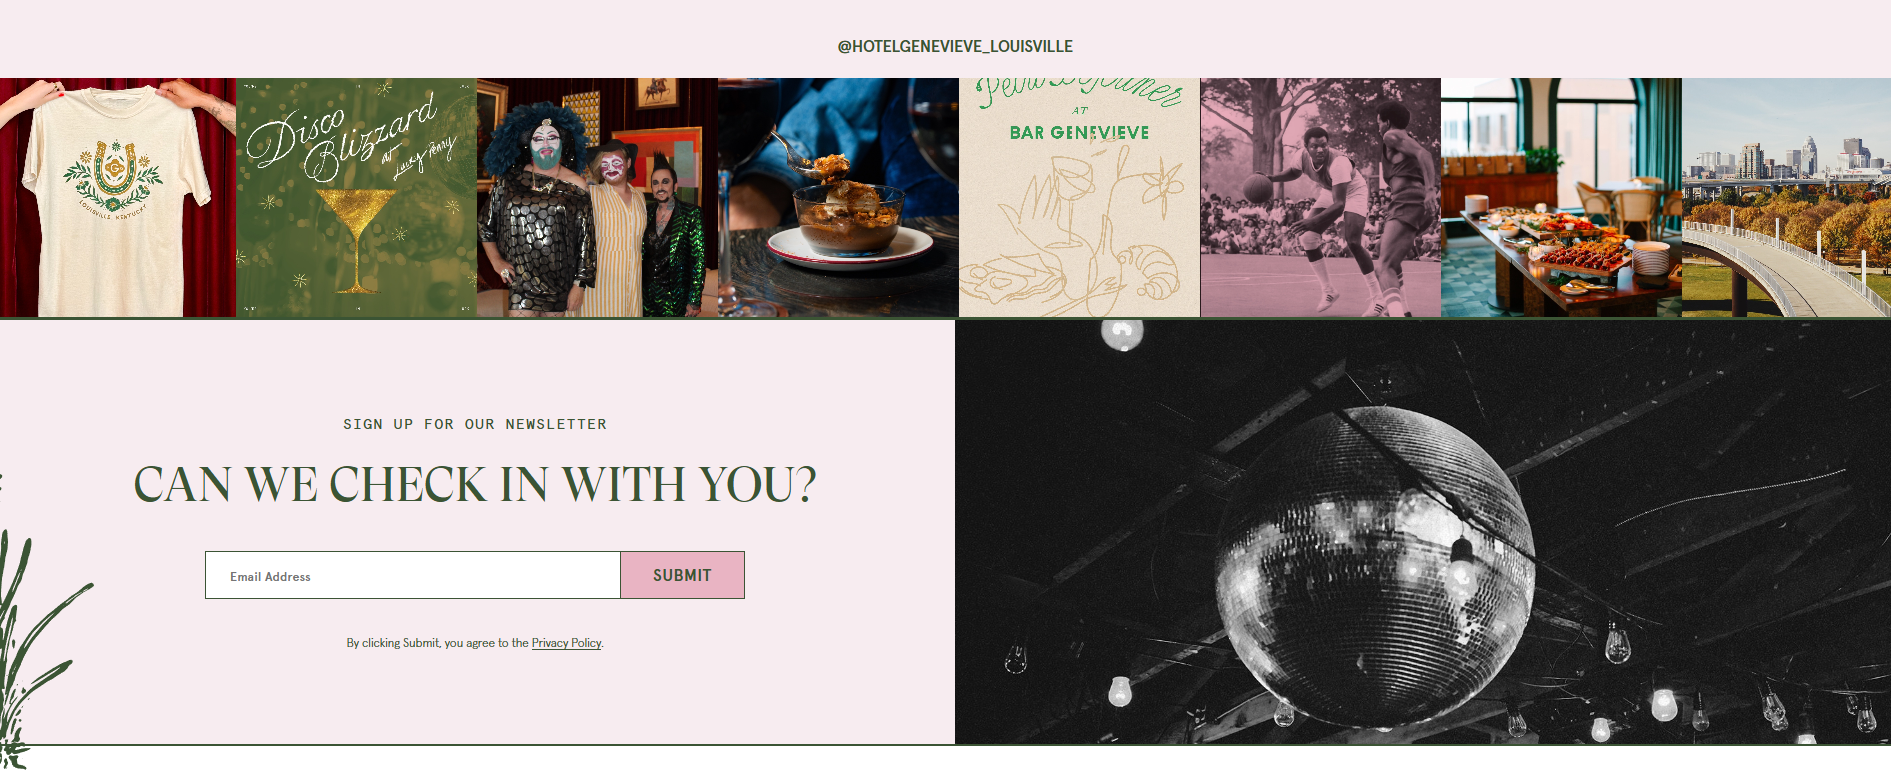 @HOTELGENEVIEVE_LOUISVILLE
LOUISVILLE, KENTUCKY
Disco
Blizzard
at Lucky Penny
AT
BAR GENEVIEVE
SIGN UP FOR OUR NEWSLETTER
CAN WE CHECK IN WITH YOU?
Email Address
SUBMIT
By clicking Submit, you agree to the Privacy Policy.